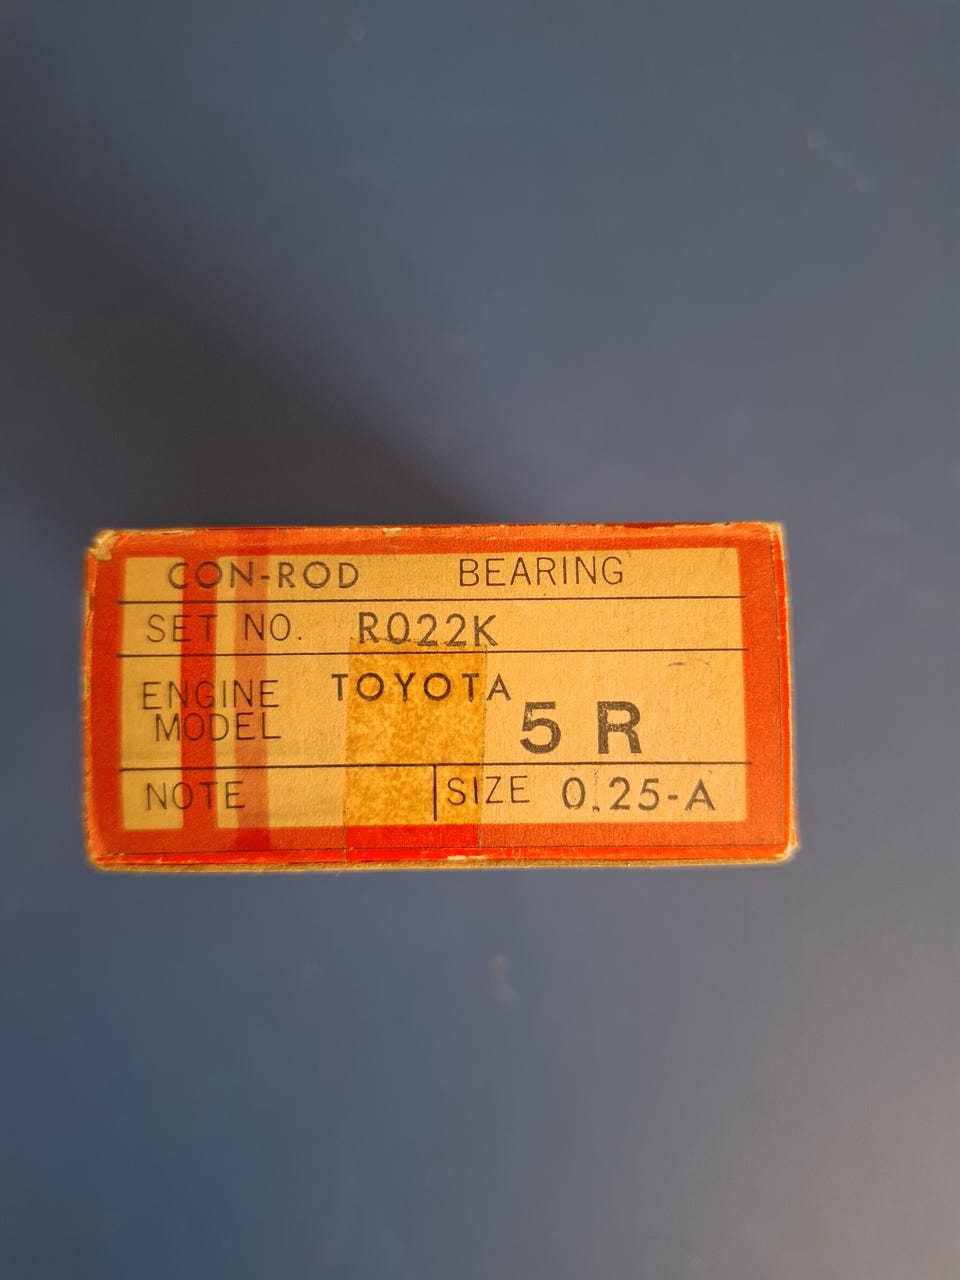 CON-ROD BEARING
SET NO. R022K
ENGINE MODEL TOYOTA
5 R
NOTE SIZE 0.25-A